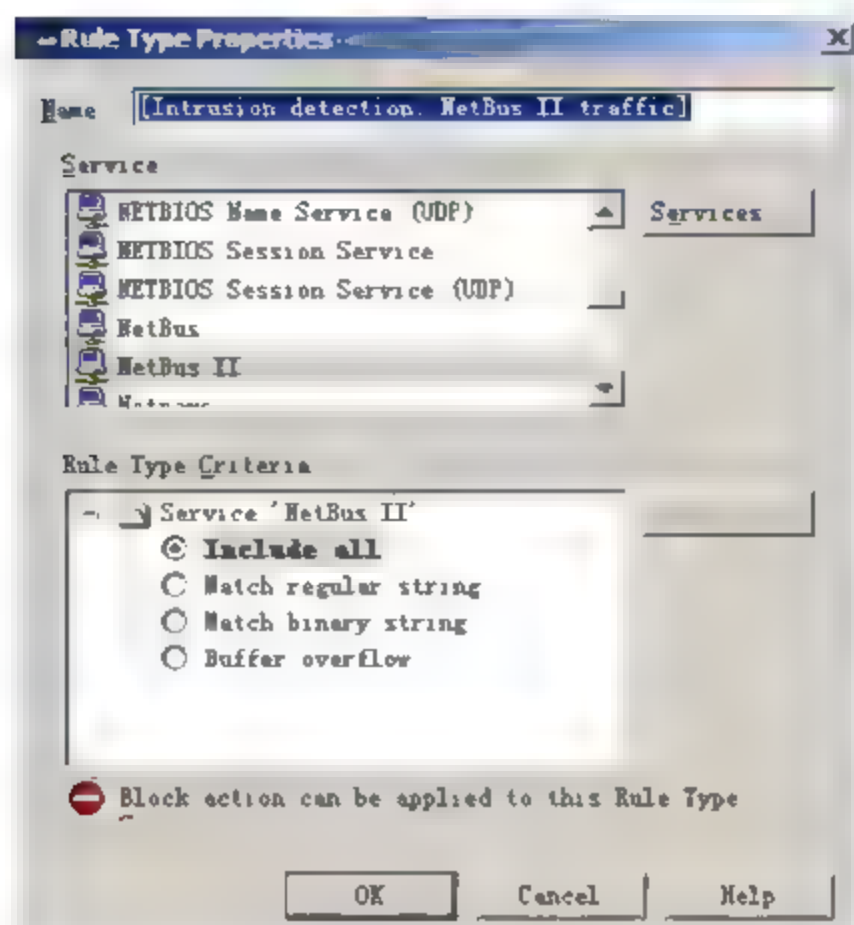 Rule Type Properties
Name [Intrusion detection. NetBus II traffic]
Service
NETBIOS Name Service (UDP)
Services
NETBIOS Session Service
NETBIOS Session Service (UDP)
NetBus
NetBus II
Rule Type Criteria
Service 'NetBus II'
Include all
Match regular string
Match binary string
Buffer overflow
Block action can be applied to this Rule Type
OK Cancel Help